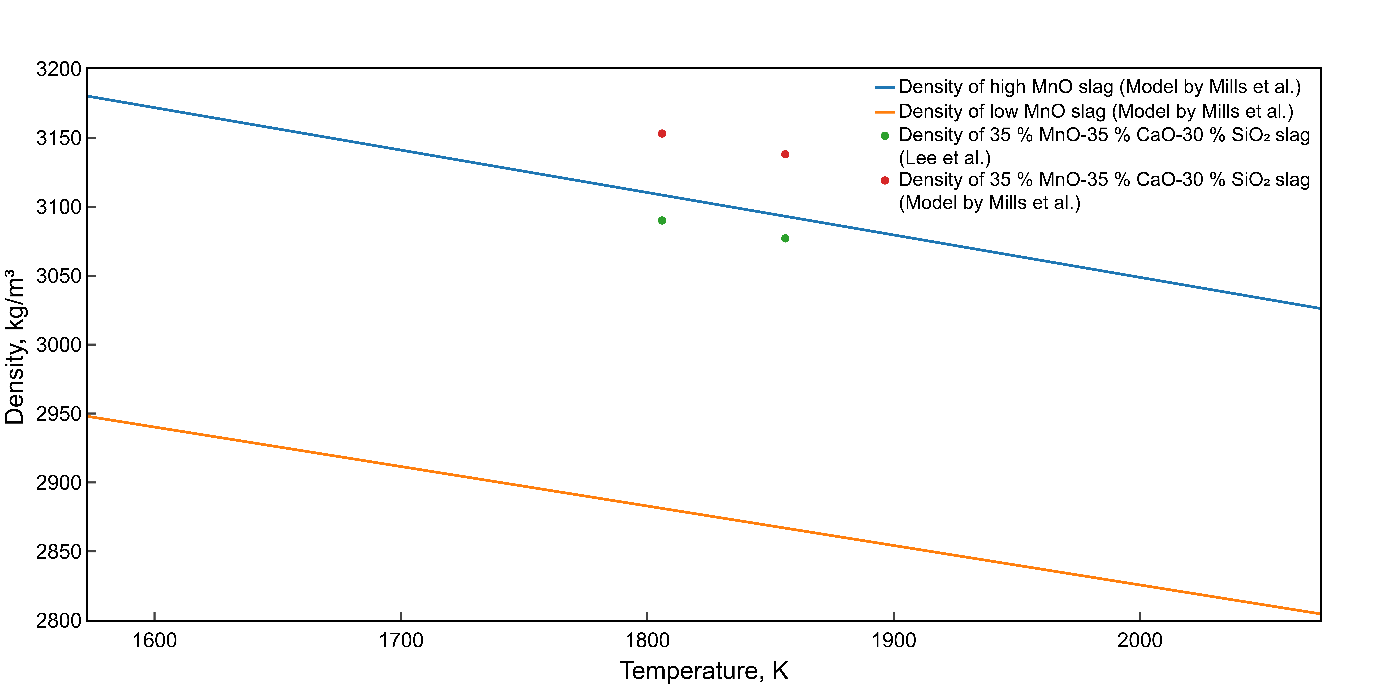 3200
3150
3100
3050
3000
2950
2900
2850
2800
Density, kg/m³
1600
1700
1800
1900
2000
Temperature, K
Density of high MnO slag (Model by Mills et al.)
Density of low MnO slag (Model by Mills et al.)
Density of 35 % MnO-35 % CaO-30 % SiO₂ slag
(Lee et al.)
Density of 35 % MnO-35 % CaO-30 % SiO₂ slag
(Model by Mills et al.)